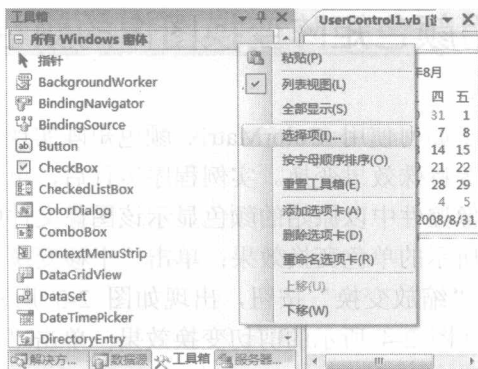 工具箱
UserControl1.vb
所有 Windows 窗体
指针
BackgroundWorker
BindingNavigator
BindingSource
Button
CheckBox
CheckedListBox
ColorDialog
ComboBox
ContextMenuStrip
DataGridView
DataSet
DateTimePicker
DirectoryEntry
粘贴(P)
列表视图(L)
全部显示(S)
选择项(I)...
按字母顺序排序(O)
重置工具箱(E)
添加选项卡(A)
删除选项卡(D)
重命名选项卡(R)
上移(U)
下移(W)
年8月
四 五
31 1
7 8
14 15
21 22
28 29
4 5
2008/8/31
解决方...
数据源
工具箱
服务器...